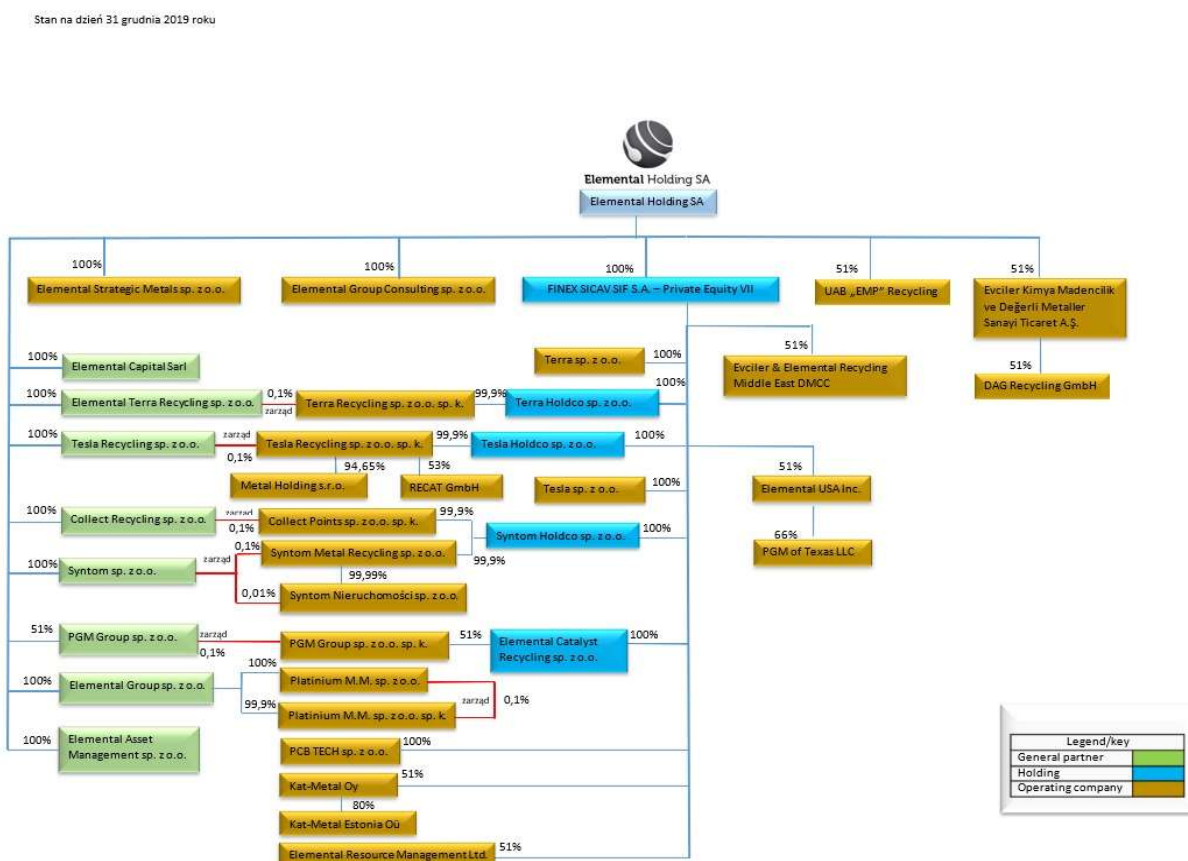 Stan na dzień 31 grudnia 2019 roku
Elemental Holding SA
Elemental Holding SA
100%
100%
100%
51%
51%
Elemental Strategic Metals sp. z o.o.
Elemental Group Consulting sp. z o.o.
FINEX SICAV SIF S.A. – Private Equity VII
UAB „EMP” Recycling
Evciler Kimya Madencilik
ve Değerli Metaller
Sanayi Ticaret A.Ş.
100%
Elemental Capital Sarl
Terra sp. z o.o.
100%
51%
Evciler & Elemental Recycling
Middle East DMCC
51%
DAG Recycling GmbH
100%
Elemental Terra Recycling sp. z o.o.
0,1%
zarząd
Terra Recycling sp. z o.o. sp. k.
99,9%
Terra Holdco sp. z o.o.
100%
100%
Tesla Recycling sp. z o.o.
zarząd
0,1%
Tesla Recycling sp. z o.o. sp. k.
99,9%
Tesla Holdco sp. z o.o.
100%
94,65%
53%
Metal Holding s.r.o.
RECAT GmbH
Tesla sp. z o.o.
100%
51%
Elemental USA Inc.
66%
PGM of Texas LLC
100%
Collect Recycling sp. z o.o.
zarząd
0,1%
Collect Points sp. z o.o. sp. k.
99,9%
Syntom Holdco sp. z o.o.
100%
100%
Syntom sp. z o.o.
zarząd
0,1%
Syntom Metal Recycling sp. z o.o.
99,9%
99,99%
0,01%
Syntom Nieruchomości sp. z o.o.
51%
PGM Group sp. z o.o.
zarząd
0,1%
PGM Group sp. z o.o. sp. k.
51%
Elemental Catalyst
Recycling sp. z o.o.
100%
100%
Elemental Group sp. z o.o.
100%
Platinium M.M. sp. z o.o.
zarząd
0,1%
99,9%
Platinium M.M. sp. z o.o. sp. k.
100%
Elemental Asset
Management sp. z o.o.
PCB TECH sp. z o.o.
100%
Kat-Metal Oy
51%
80%
Kat-Metal Estonia Oü
Elemental Resource Management Ltd.
51%
Legend/key
General partner
Holding
Operating company